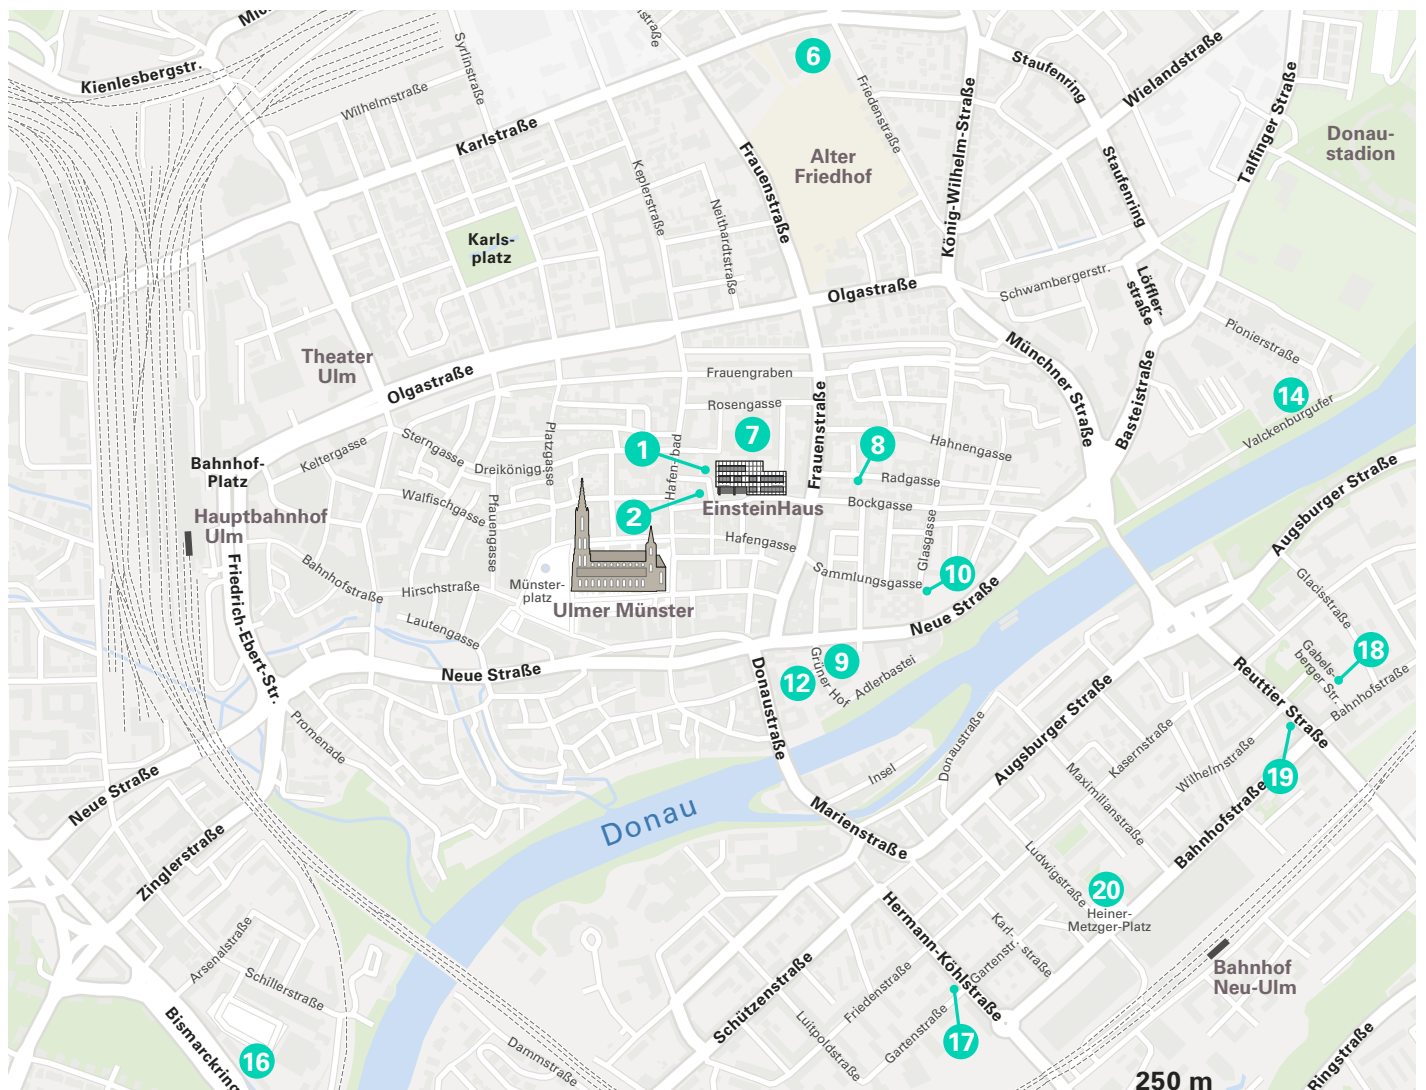 Mic
Kienlesbergstr.
Syrlinstraße
Wilhelmstraße
Karlstraße
straße
6
Friedenstraße
Staufenring
Wielandstraße
Talfinger Straße
Donau-
stadion
Alter
Friedhof
Frauenstraße
König-Wilhelm-Straße
Staufenring
Keplerstraße
Neithardtstraße
Karls-
platz
Olgastraße
Schwambergerstr.
Löffler-
straße
Pionierstraße
Theater
Ulm
Olgastraße
Münchner Straße
Basteistraße
14
Valckenburgufer
Frauengraben
Rosengasse
7
Frauenstraße
8
Hahnengasse
Radgasse
Bockgasse
Glasgasse
1
2
Hafen-bad
EinsteinHaus
Hafengasse
Platzgasse
Sterngasse
Dreikönigg.
Keltergasse
Walfischgasse
Pfauengasse
Bahnhof-
Platz
Hauptbahnhof
Ulm
Friedrich-Ebert-Str.
Bahnhofstraße
Hirschstraße
Lautengasse
Münster-
platz
Ulmer Münster
Sammlungsgasse
10
Neue Straße
Augsburger Straße
Glacisstraße
Gabels-
berger Str.
18
Bahnhofstraße
Reuttier Straße
Neue Straße
Donaustraße
12
Grüner Hof
9
Adlerbastei
Promenade
Neue Straße
Zinglerstraße
Donau
Insel
Donaustraße
Marienstraße
Augsburger Straße
Kasernstraße
Maximilianstraße
Wilhelmstraße
19
Bahnhofstraße
Ludwigstraße
20
Heiner-
Metzger-Platz
Bahnhof
Neu-Ulm
Hermann-Köhlstraße
Karl-
straße
Gartenstr.
Schützenstraße
Friedenstraße
Luitpoldstraße
Gartenstraße
17
Arsenalstraße
Schillerstraße
Bismarckring
16
Dammstraße
250 m
Ringstraße